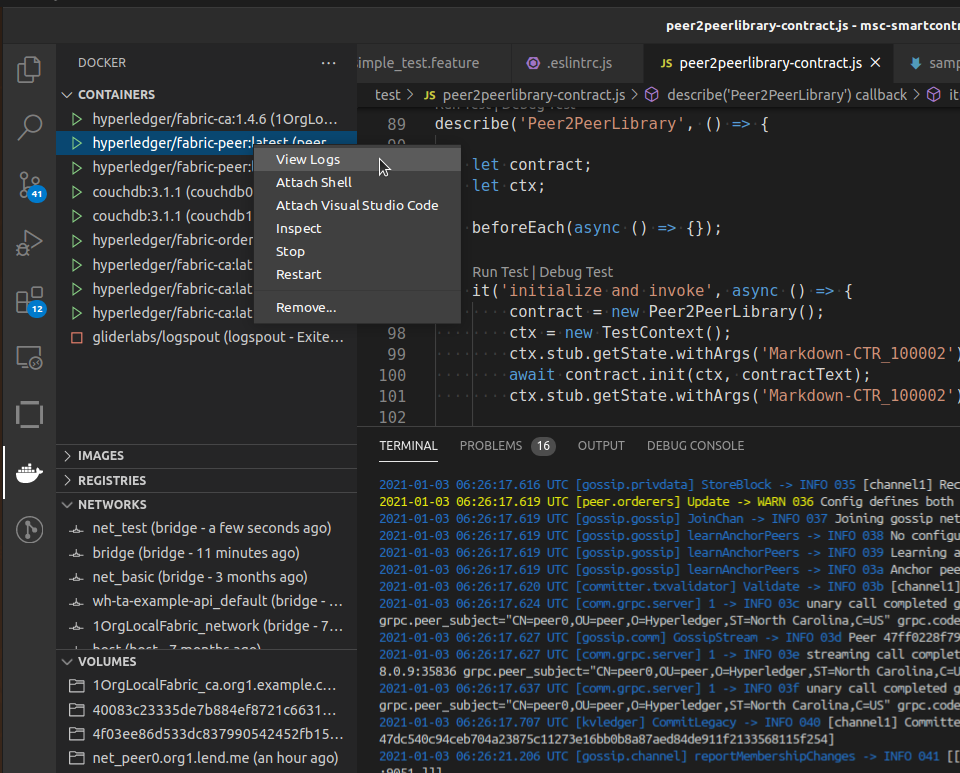 peer2peerlibrary-contract.js - msc-smartcontr
DOCKER
CONTAINERS
hyperledger/fabric-ca:1.4.6 (1OrgLo…
hyperledger/fabric-peer:latest (peer
hyperledger/fabric-peer:
couchdb:3.1.1 (couchdb0
couchdb:3.1.1 (couchdb1
hyperledger/fabric-order
hyperledger/fabric-ca:lat
hyperledger/fabric-ca:lat
hyperledger/fabric-ca:lat
gliderlabs/logspout (logspout - Exite…
41
12
View Logs
Attach Shell
Attach Visual Studio Code
Inspect
Stop
Restart
Remove...
IMAGES
REGISTRIES
NETWORKS
net_test (bridge - a few seconds ago)
bridge (bridge - 11 minutes ago)
net_basic (bridge - 3 months ago)
wh-ta-example-api_default (bridge - …
1OrgLocalFabric_network (bridge - 7…
host (host - 7 months ago)
VOLUMES
1OrgLocalFabric_ca.org1.example.c…
40083c23335de7b884ef8721c6631…
4f03ee86d533dc837990542452fb15…
net_peer0.org1.lend.me (an hour ago)
simple_test.feature .eslintrc.js JS peer2peerlibrary-contract.js samp
test > JS peer2peerlibrary-contract.js > describe('Peer2PeerLibrary') callback > it
Run Test | Debug Test
89 describe('Peer2PeerLibrary', () => {
90
let contract;
let ctx;
beforeEach(async () => {});
Run Test | Debug Test
it('initialize and invoke', async () => {
contract = new Peer2PeerLibrary();
98 ctx = new TestContext();
99 ctx.stub.getState.withArgs('Markdown-CTR_100002')
100 await contract.init(ctx, contractText);
101 ctx.stub.getState.withArgs('Markdown-CTR_100002')
102
TERMINAL PROBLEMS 16 OUTPUT DEBUG CONSOLE
2021-01-03 06:26:17.616 UTC [gossip.privdata] StoreBlock -> INFO 035 [channel1] Rec
2021-01-03 06:26:17.619 UTC [peer.orderers] Update -> WARN 036 Config defines both
2021-01-03 06:26:17.619 UTC [gossip.gossip] JoinChan -> INFO 037 Joining gossip net
2021-01-03 06:26:17.619 UTC [gossip.gossip] learnAnchorPeers -> INFO 038 No configu
2021-01-03 06:26:17.619 UTC [gossip.gossip] learnAnchorPeers -> INFO 039 Learning a
2021-01-03 06:26:17.619 UTC [gossip.gossip] learnAnchorPeers -> INFO 03a Anchor pee
2021-01-03 06:26:17.620 UTC [committer.txvalidator] Validate -> INFO 03b [channel1]
2021-01-03 06:26:17.624 UTC [comm.grpc.server] 1 -> INFO 03c unary call completed g
grpc.peer_subject="CN=peer0,OU=peer,O=Hyperledger,ST=North Carolina,C=US" grpc.code
2021-01-03 06:26:17.627 UTC [gossip.comm] GossipStream -> INFO 03d Peer 47ff0228f79
2021-01-03 06:26:17.627 UTC [comm.grpc.server] 1 -> INFO 03e streaming call complet
8.0.9:35836 grpc.peer_subject="CN=peer0,OU=peer,O=Hyperledger,ST=North Carolina,C=U
2021-01-03 06:26:17.637 UTC [comm.grpc.server] 1 -> INFO 03f unary call completed g
grpc.peer_subject="CN=peer0,OU=peer,O=Hyperledger,ST=North Carolina,C=US" grpc.code
2021-01-03 06:26:17.707 UTC [kvledger] CommitLegacy -> INFO 040 [channel1] Committe
47dc540c94ceb704a23875c11273e16bb0b8a87aed84de911f2133568115f254]
2021-01-03 06:26:21.206 UTC [gossip.channel] reportMembershipChanges -> INFO 041 [[
:9051 ]]]